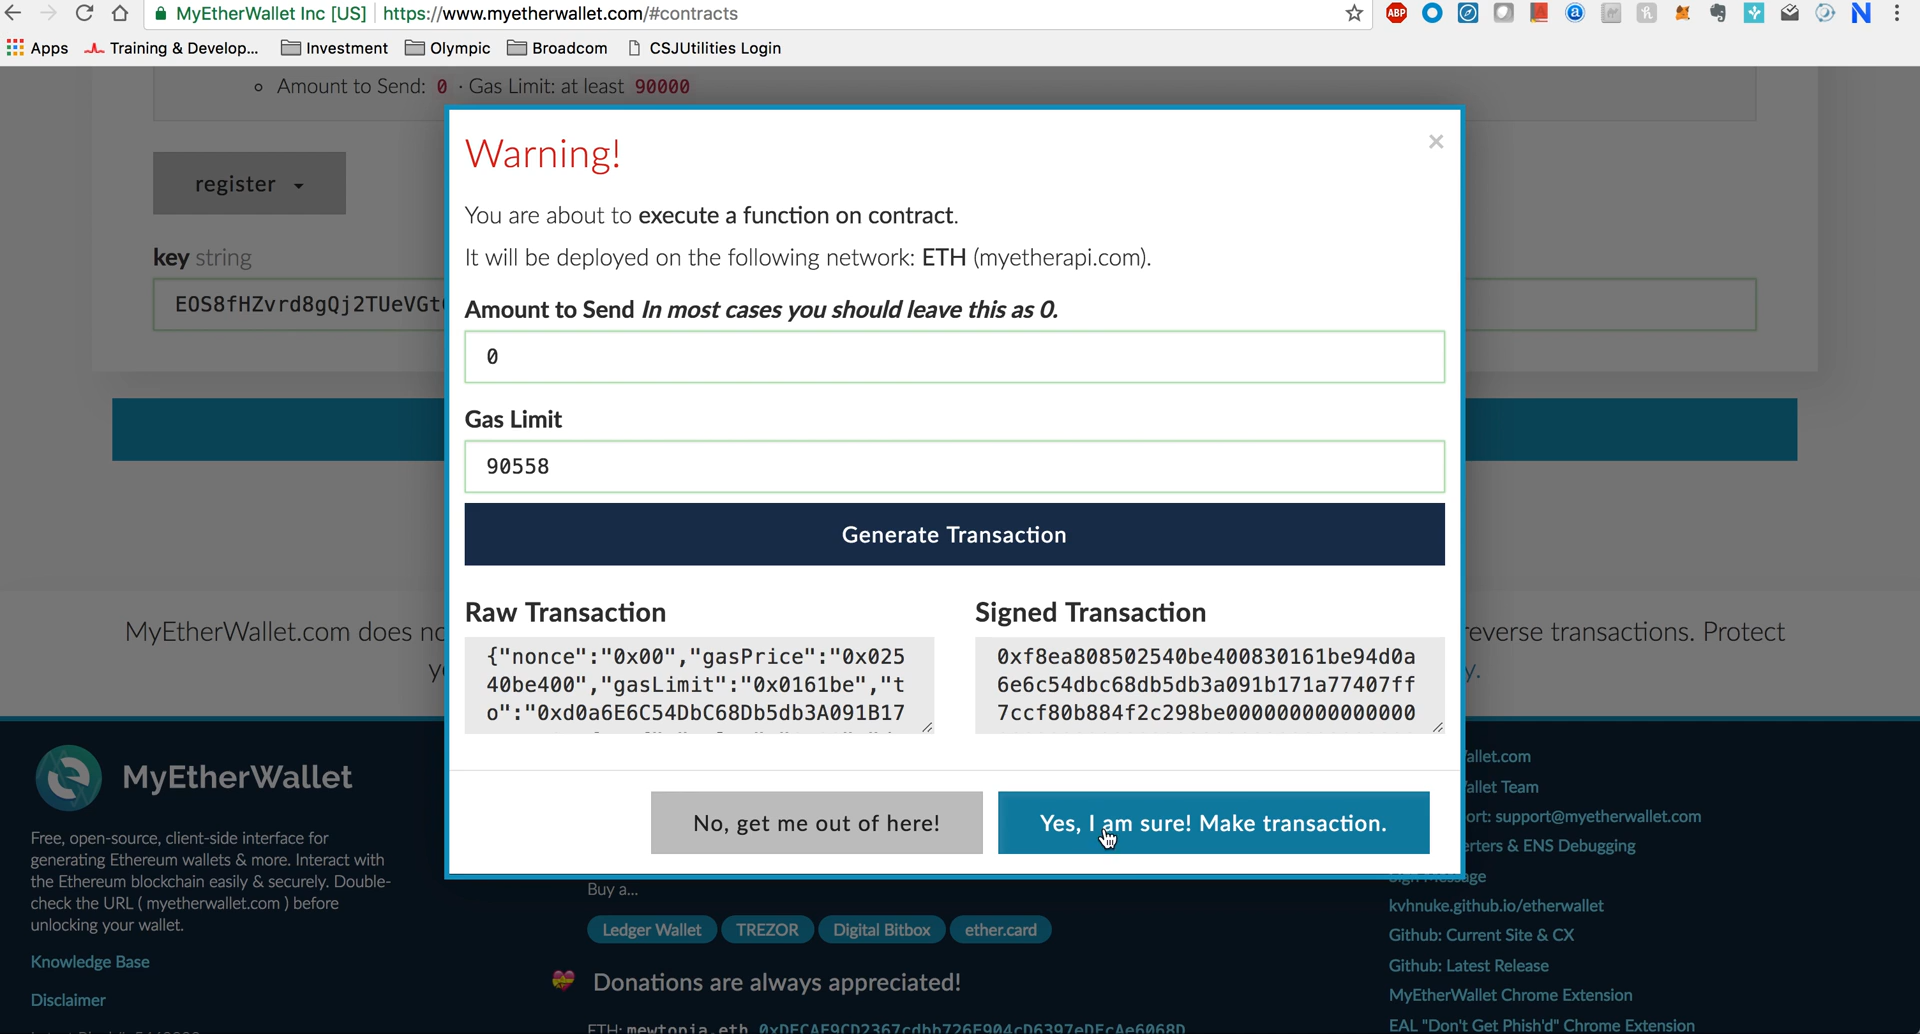 MyEtherWallet Inc [US] | https://www.myetherwallet.com/#contracts
ABP
Apps Training & Develop... Investment Olympic Broadcom CSJUtilities Login
Amount to Send: 0 · Gas Limit: at least 90000
register
key string
EOS8fHZvrd8gQj2TUeVGt
Warning!
×
You are about to execute a function on contract.
It will be deployed on the following network: ETH (myetherapi.com).
Amount to Send In most cases you should leave this as 0.
0
Gas Limit
90558
Generate Transaction
Raw Transaction
{"nonce":"0x00","gasPrice":"0x025
40be400","gasLimit":"0x0161be","t
o":"0xd0a6E6C54DbC68Db5db3A091B17
Signed Transaction
0xf8ea808502540be400830161be94d0a
6e6c54dbc68db5db3a091b171a77407ff
7ccf80b884f2c298be000000000000000
No, get me out of here!
Yes, I am sure! Make transaction.
MyEtherWallet.com does
reverse transactions. Protect
y.
MyEtherWallet
Free, open-source, client-side interface for
generating Ethereum wallets & more. Interact with
the Ethereum blockchain easily & securely. Double-
check the URL ( myetherwallet.com ) before
unlocking your wallet.
Knowledge Base
Disclaimer
Buy a...
Ledger Wallet TREZOR Digital Bitbox ether.card
Donations are always appreciated!
ETH: mewtopia.eth
allet.com
allet Team
ort: support@myetherwallet.com
erters & ENS Debugging
kvhnuke.github.io/etherwallet
Github: Current Site & CX
Github: Latest Release
MyEtherWallet Chrome Extension
EAL "Don't Get Phish'd" Chrome Extension